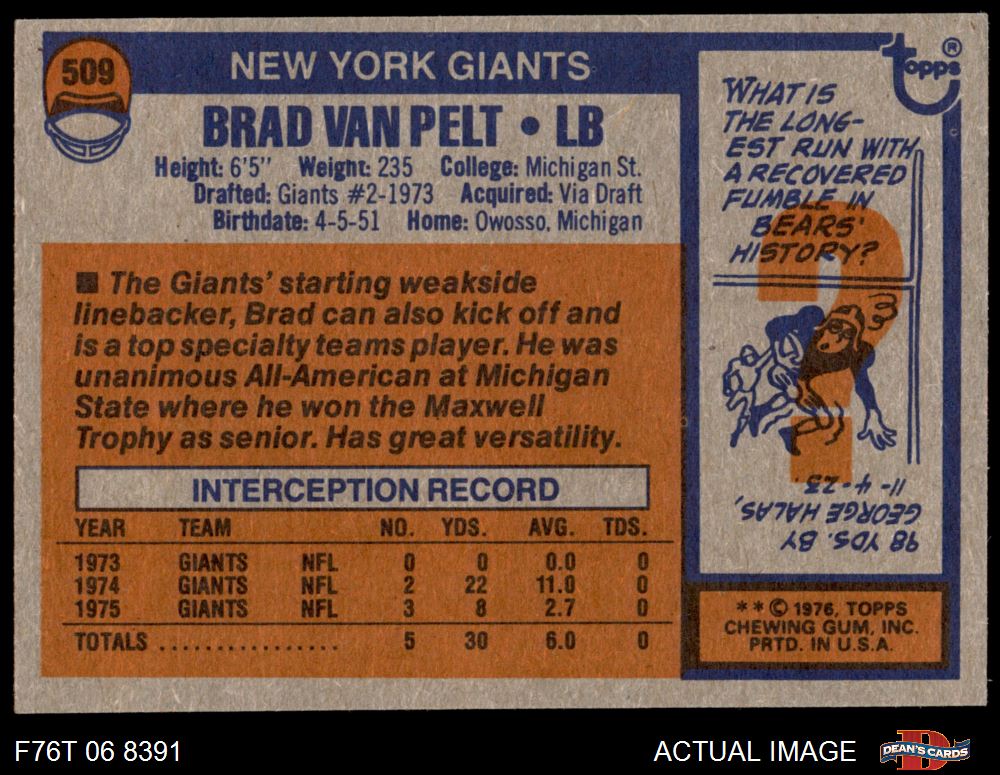 509
NEW YORK GIANTS
BRAD VAN PELT • LB
Height: 6'5" Weight: 235 College: Michigan St.
Drafted: Giants #2-1973 Acquired: Via Draft
Birthdate: 4-5-51 Home: Owosso, Michigan
■ The Giants' starting weakside
linebacker, Brad can also kick off and
is a top specialty teams player. He was
unanimous All-American at Michigan
State where he won the Maxwell
Trophy as senior. Has great versatility.
INTERCEPTION RECORD
YEAR TEAM NO. YDS. AVG. TDS.
1973 GIANTS NFL 0 0 0.0 0
1974 GIANTS NFL 2 22 11.0 0
1975 GIANTS NFL 3 8 2.7 0
TOTALS ................ 5 30 6.0 0
topps®
WHAT IS
THE LONG-
EST RUN WITH
A RECOVERED
FUMBLE IN
BEARS'
HISTORY?
?
98 YDS. BY
GEORGE HALAS,
11-4-23.
**© 1976, TOPPS
CHEWING GUM, INC.
PRTD. IN U.S.A.
F76T 06 8391
ACTUAL IMAGE
D
DEAN'S CARDS